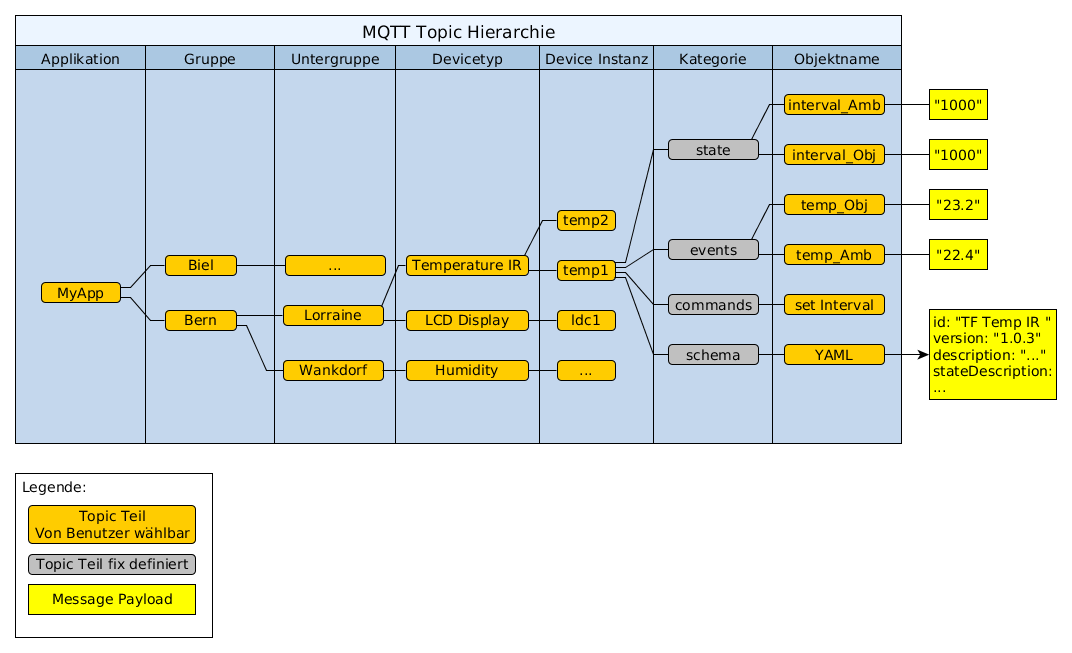 MQTT Topic Hierarchie
Applikation
Gruppe
Untergruppe
Devicetyp
Device Instanz
Kategorie
Objektname
interval_Amb
"1000"
state
interval_Obj
"1000"
temp_Obj
"23.2"
temp2
events
temp_Amb
"22.4"
Biel
...
Temperature IR
temp1
MyApp
commands
set Interval
Bern
Lorraine
LCD Display
ldc1
schema
YAML
id: "TF Temp IR "
version: "1.0.3"
description: "..."
stateDescription:
...
Wankdorf
Humidity
...
Legende:
Topic Teil
Von Benutzer wählbar
Topic Teil fix definiert
Message Payload